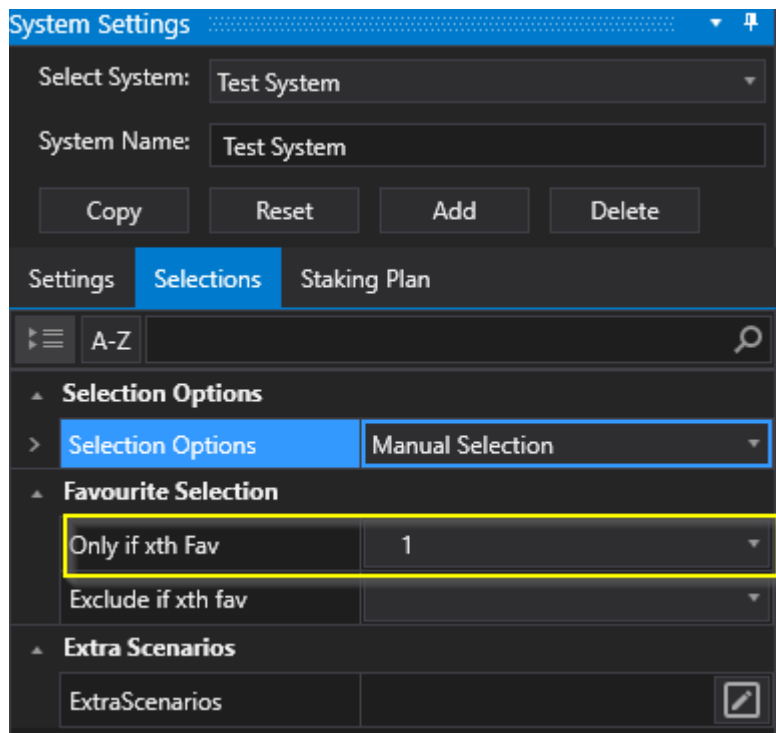 System Settings
Select System: Test System
System Name: Test System
Copy Reset Add Delete
Settings Selections Staking Plan
A-Z
Selection Options
Selection Options Manual Selection
Favourite Selection
Only if xth Fav 1
Exclude if xth fav
Extra Scenarios
ExtraScenarios